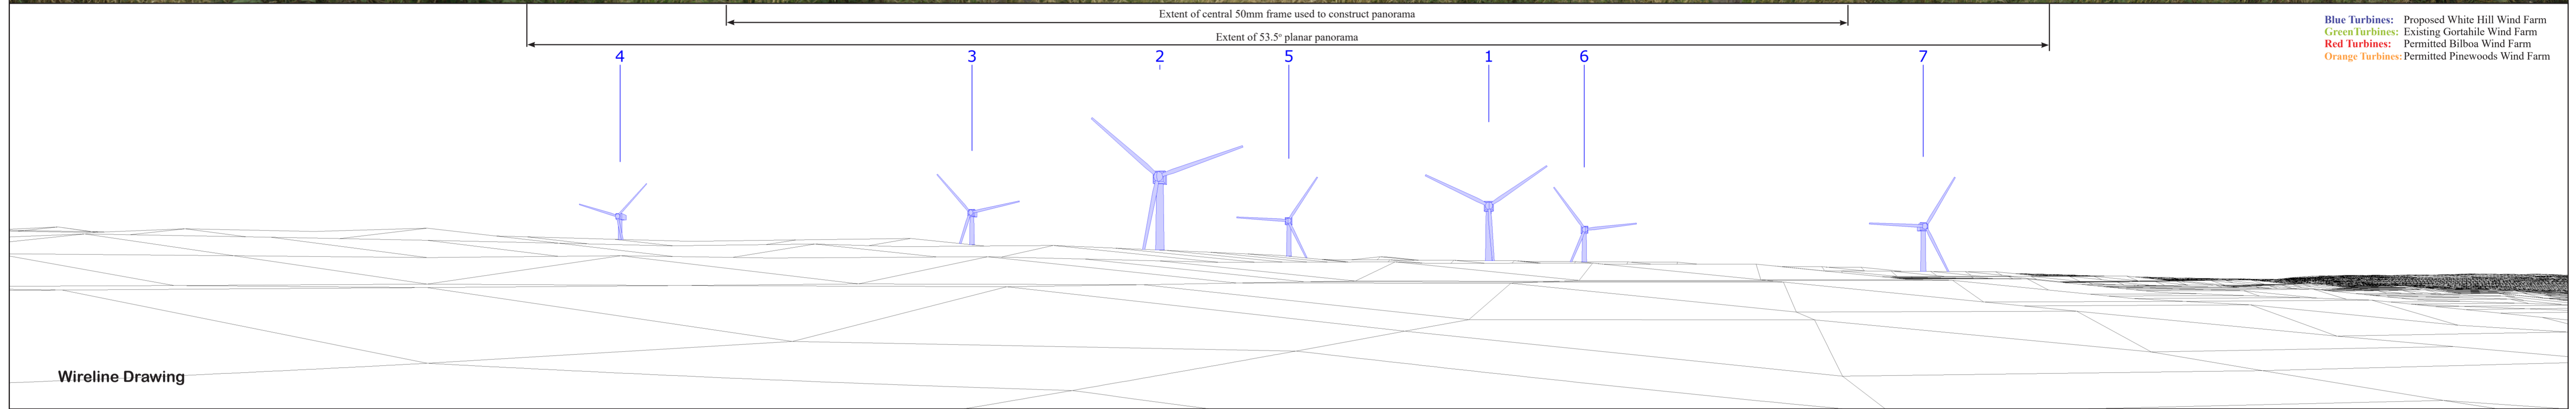 Extent of central 50mm frame used to construct panorama
Extent of 53.5° planar panorama
Blue Turbines: Proposed White Hill Wind Farm
GreenTurbines: Existing Gortahile Wind Farm
Red Turbines: Permitted Bilboa Wind Farm
Orange Turbines: Permitted Pinewoods Wind Farm
4 3 2 5 1 6 7
Wireline Drawing